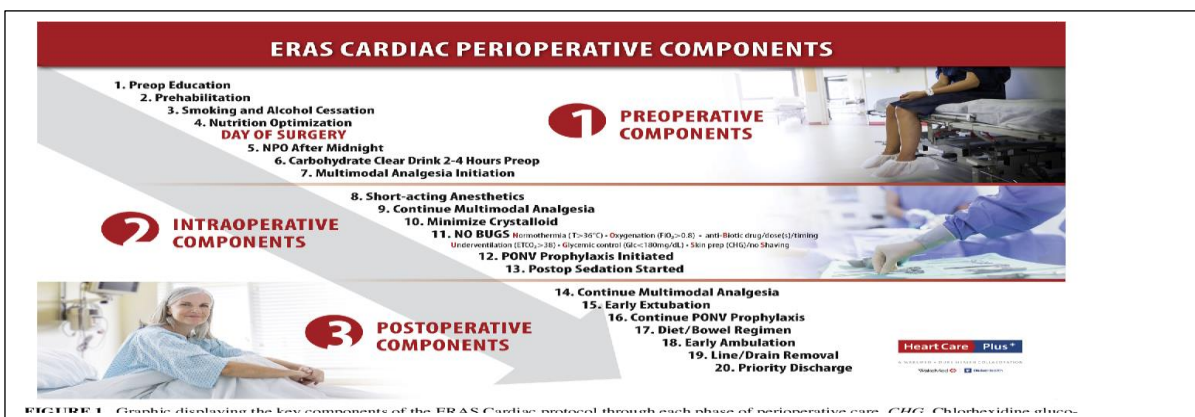 ERAS CARDIAC PERIOPERATIVE COMPONENTS
1. Preop Education
2. Prehabilitation
3. Smoking and Alcohol Cessation
4. Nutrition Optimization
DAY OF SURGERY
5. NPO After Midnight
6. Carbohydrate Clear Drink 2-4 Hours Preop
7. Multimodal Analgesia Initiation
1 PREOPERATIVE
COMPONENTS
2 INTRAOPERATIVE
COMPONENTS
8. Short-acting Anesthetics
9. Continue Multimodal Analgesia
10. Minimize Crystalloid
11. NO BUGS Normothermia (T>36°C) • Oxygenation (FiO₂>0.8) • anti-Biotic drug/dose(s)/timing
Underventilation (ETCO₂>38) • Glycemic control (Glc<180mg/dL) • Skin prep (CHG)/no Shaving
12. PONV Prophylaxis Initiated
13. Postop Sedation Started
3 POSTOPERATIVE
COMPONENTS
14. Continue Multimodal Analgesia
15. Early Extubation
16. Continue PONV Prophylaxis
17. Diet/Bowel Regimen
18. Early Ambulation
19. Line/Drain Removal
20. Priority Discharge
Heart Care Plus+
FIGURE 1. Graphic displaying the key components of the ERAS Cardiac protocol through each phase of perioperative care. CHG, Chlorhexidine gluco-